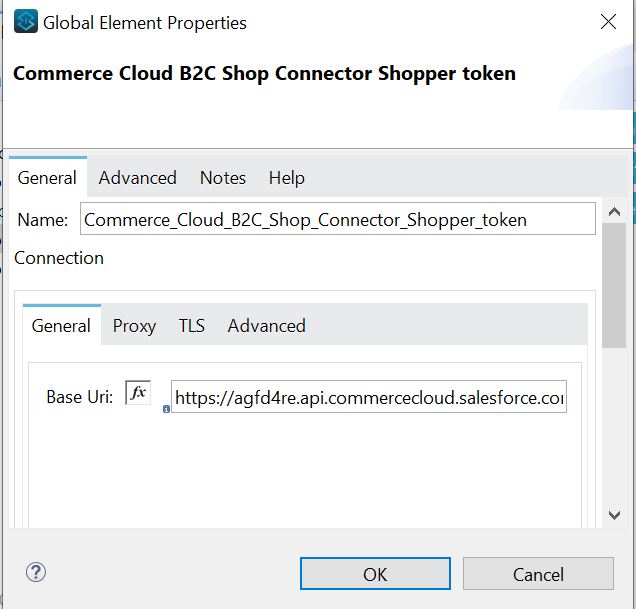 Global Element Properties
Commerce Cloud B2C Shop Connector Shopper token
General Advanced Notes Help
Name: Commerce_Cloud_B2C_Shop_Connector_Shopper_token
Connection
General Proxy TLS Advanced
Base Uri: fx https://agfd4re.api.commercecloud.salesforce.co
? OK Cancel